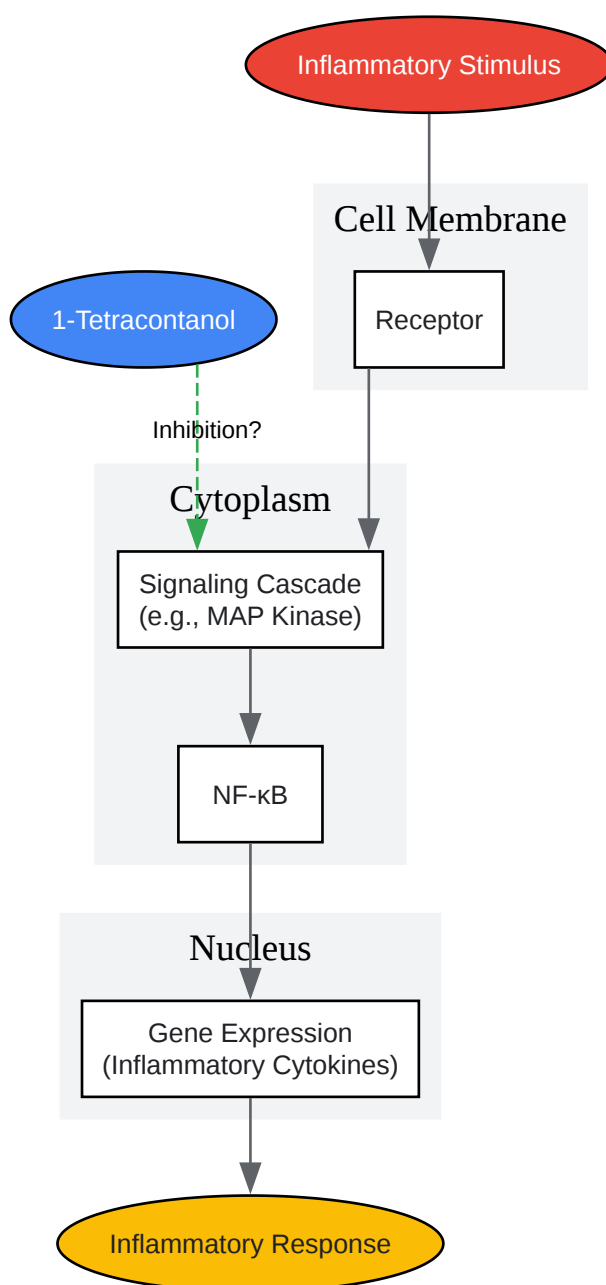 Inflammatory Stimulus
Cell Membrane
1-Tetracontanol
Receptor
Inhibition?
Cytoplasm
Signaling Cascade
(e.g., MAP Kinase)
NF-κB
Nucleus
Gene Expression
(Inflammatory Cytokines)
Inflammatory Response